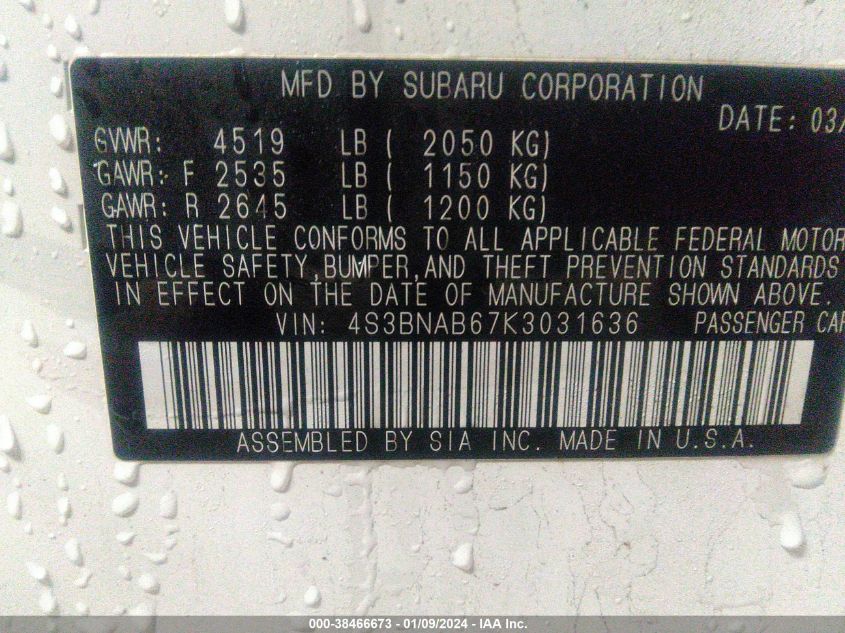 MFD BY SUBARU CORPORATION
DATE: 03/
GVWR: 4519 LB ( 2050 KG)
GAWR: F 2535 LB ( 1150 KG)
GAWR: R 2645 LB ( 1200 KG)
THIS VEHICLE CONFORMS TO ALL APPLICABLE FEDERAL MOTOR
VEHICLE SAFETY,BUMPER,AND THEFT PREVENTION STANDARDS
IN EFFECT ON THE DATE OF MANUFACTURE SHOWN ABOVE.
VIN: 4S3BNAB67K3031636 PASSENGER CAR
ASSEMBLED BY SIA INC. MADE IN U.S.A.
000-38466673 — 01/09/2024 — IAA Inc.